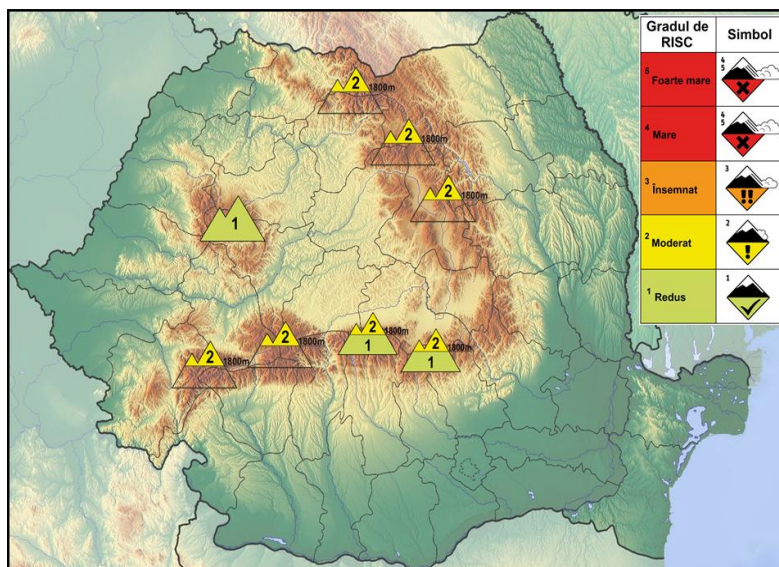 Gradul de RISC Simbol
5 Foarte mare 4 5
4 Mare 4 5
3 Însemnat 3 !!
2 Moderat 2 !
1 Redus 1
2 1800m
2 1800m
2 1800m
1
2 1800m
1
2 1800m
1
2 1800m
2 1800m